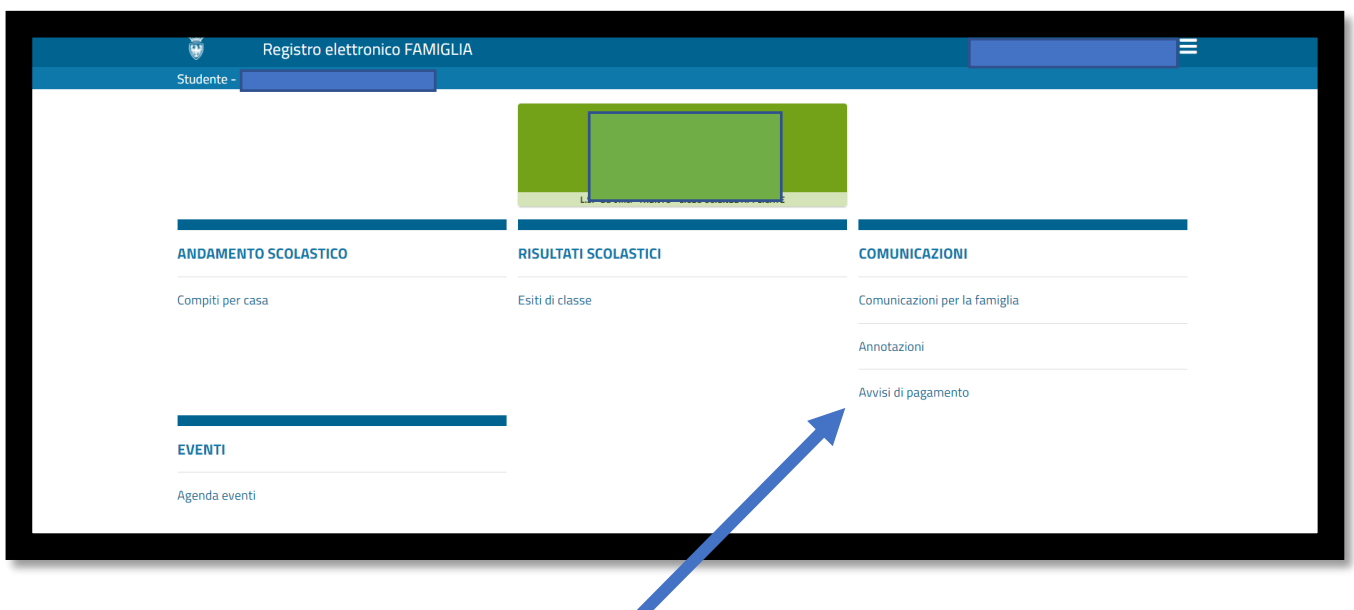 Registro elettronico FAMIGLIA
Studente -
ANDAMENTO SCOLASTICO
Compiti per casa
RISULTATI SCOLASTICI
Esiti di classe
COMUNICAZIONI
Comunicazioni per la famiglia
Annotazioni
Avvisi di pagamento
EVENTI
Agenda eventi